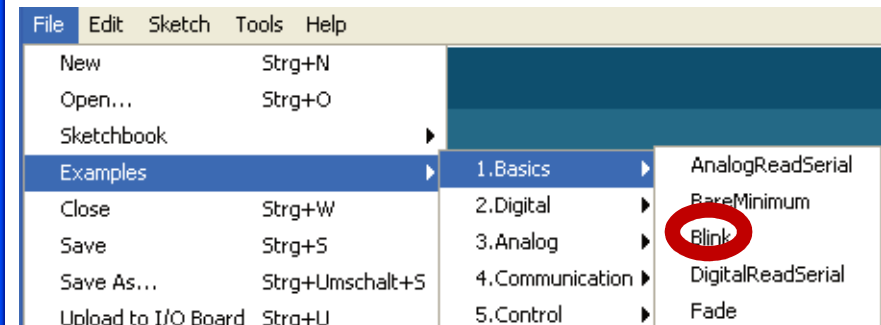 File Edit Sketch Tools Help
New Strg+N
Open... Strg+O
Sketchbook
Examples 1.Basics AnalogReadSerial
Close Strg+W 2.Digital BareMinimum
Save Strg+S 3.Analog Blink
Save As... Strg+Umschalt+S 4.Communication DigitalReadSerial
Upload to I/O Board Strg+U 5.Control Fade